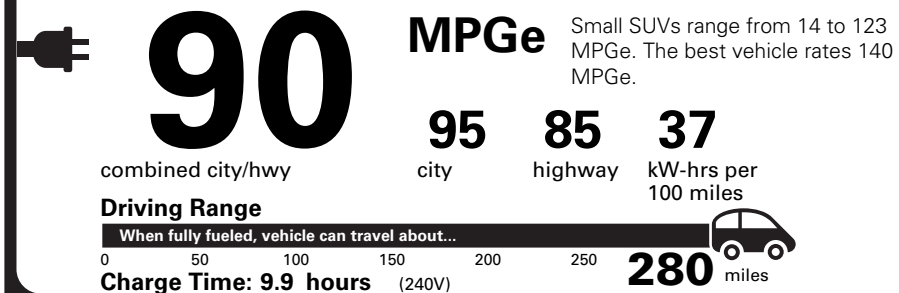 90
MPGe
Small SUVs range from 14 to 123
MPGe. The best vehicle rates 140
MPGe.
combined city/hwy
95
city
85
highway
37
kW-hrs per
100 miles
Driving Range
When fully fueled, vehicle can travel about...
0 50 100 150 200 250 280 miles
Charge Time: 9.9 hours (240V)